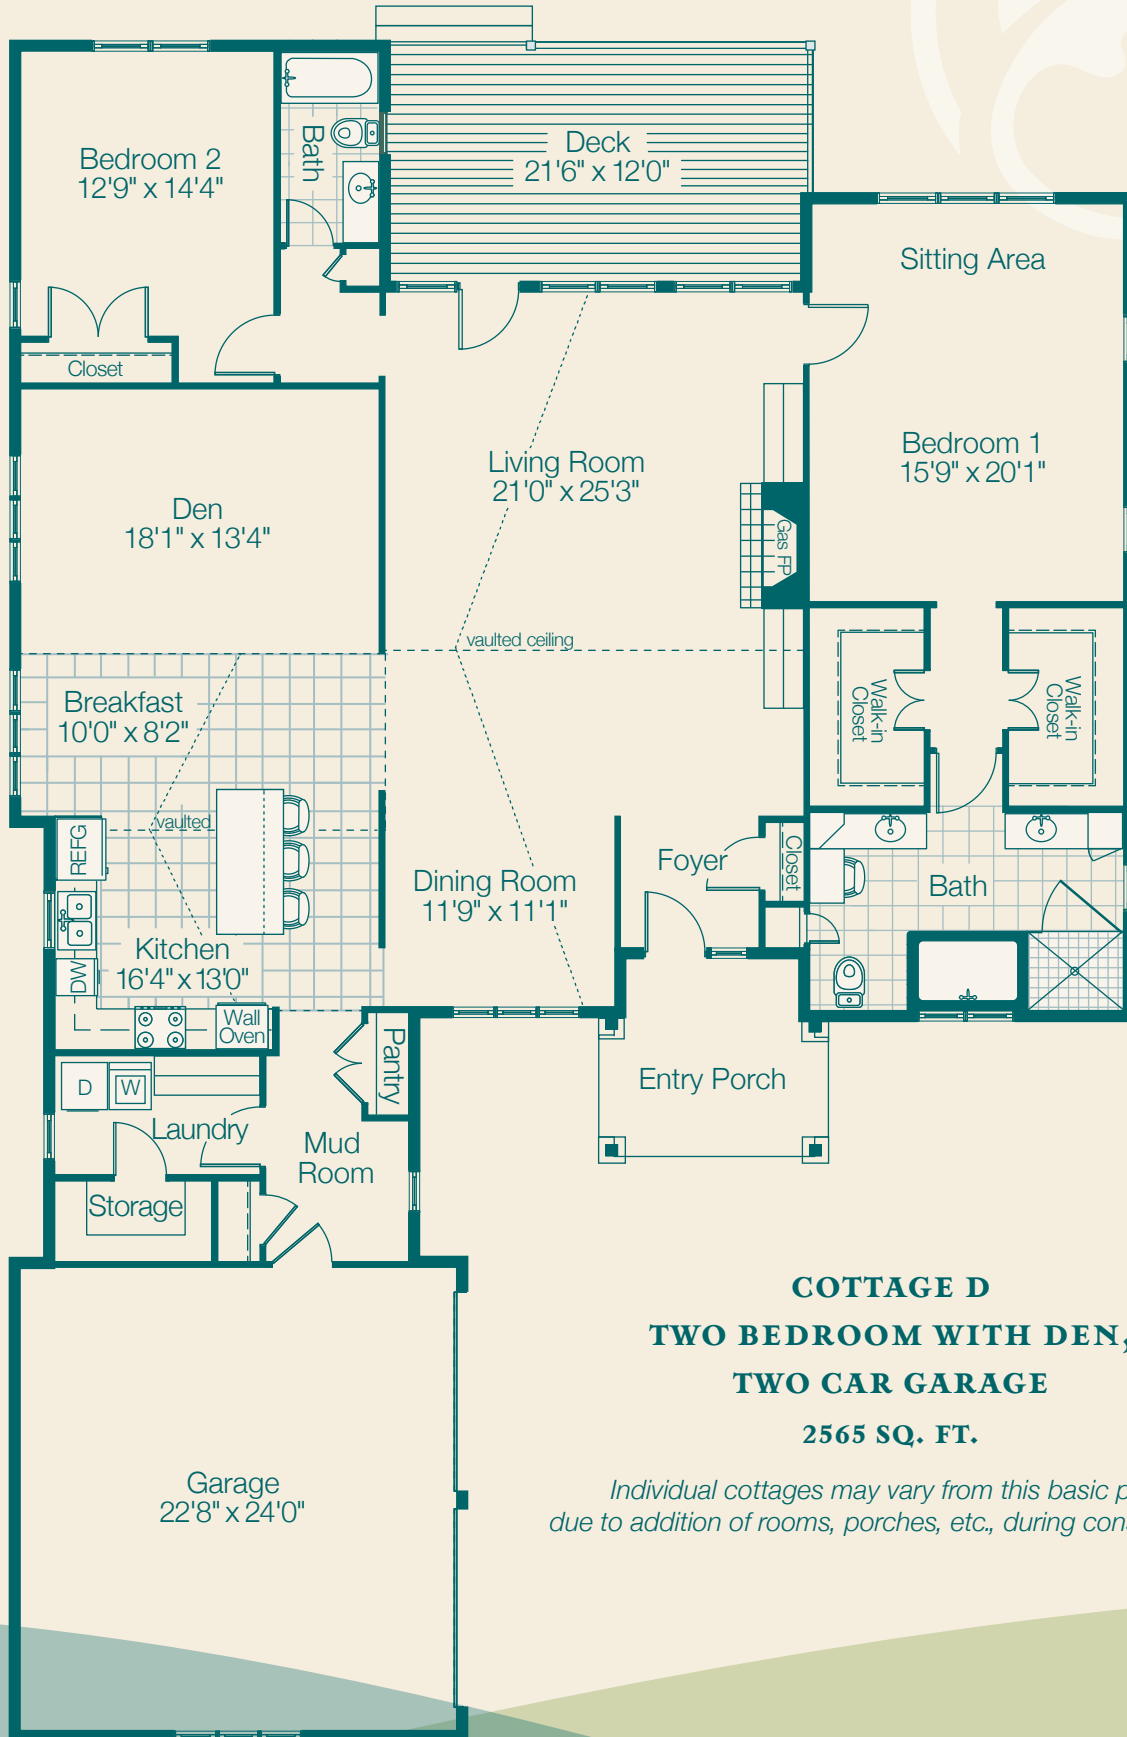 Bedroom 2
12'9" x 14'4"
Bath
Deck
21'6" x 12'0"
Sitting Area
Closet
Living Room
21'0" x 25'3"
Bedroom 1
15'9" x 20'1"
Den
18'1" x 13'4"
Gas FP
vaulted ceiling
Breakfast
10'0" x 8'2"
Walk-in
Closet
Walk-in
Closet
vaulted
REFG
Foyer
Closet
Dining Room
11'9" x 11'1"
Bath
Kitchen
16'4" x 13'0"
DW
Wall
Oven
Pantry
Entry Porch
D
W
Laundry
Mud
Room
Storage
COTTAGE D
TWO BEDROOM WITH DEN,
TWO CAR GARAGE
2565 SQ. FT.
Garage
22'8" x 24'0"
Individual cottages may vary from this basic
due to addition of rooms, porches, etc., during